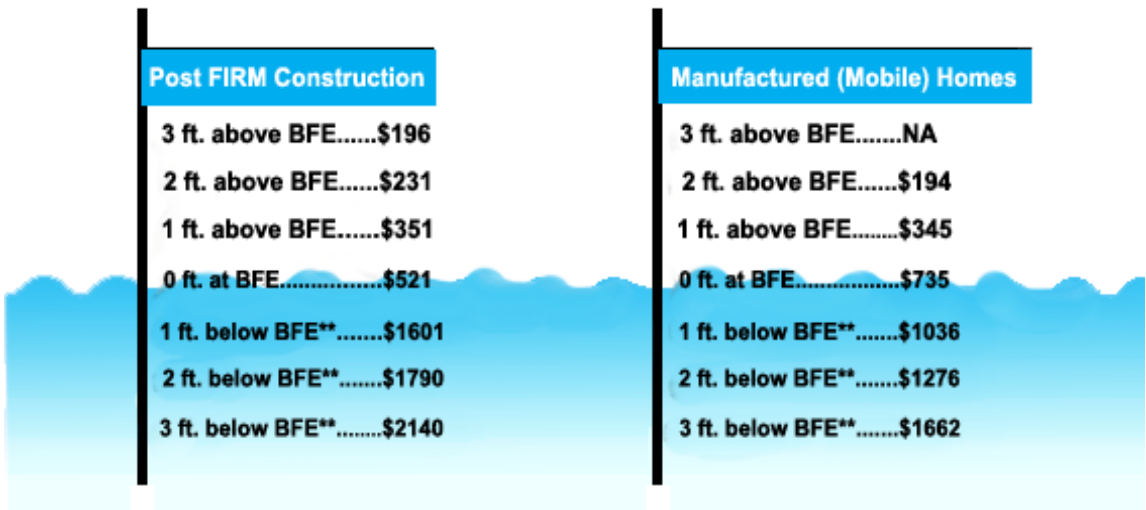 Post FIRM Construction
3 ft. above BFE......$196
2 ft. above BFE......$231
1 ft. above BFE......$351
0 ft. at BFE................$521
1 ft. below BFE**.......$1601
2 ft. below BFE**.......$1790
3 ft. below BFE**........$2140
Manufactured (Mobile) Homes
3 ft. above BFE.......NA
2 ft. above BFE......$194
1 ft. above BFE........$345
0 ft. at BFE..................$735
1 ft. below BFE**.......$1036
2 ft. below BFE**.......$1276
3 ft. below BFE**.......$1662